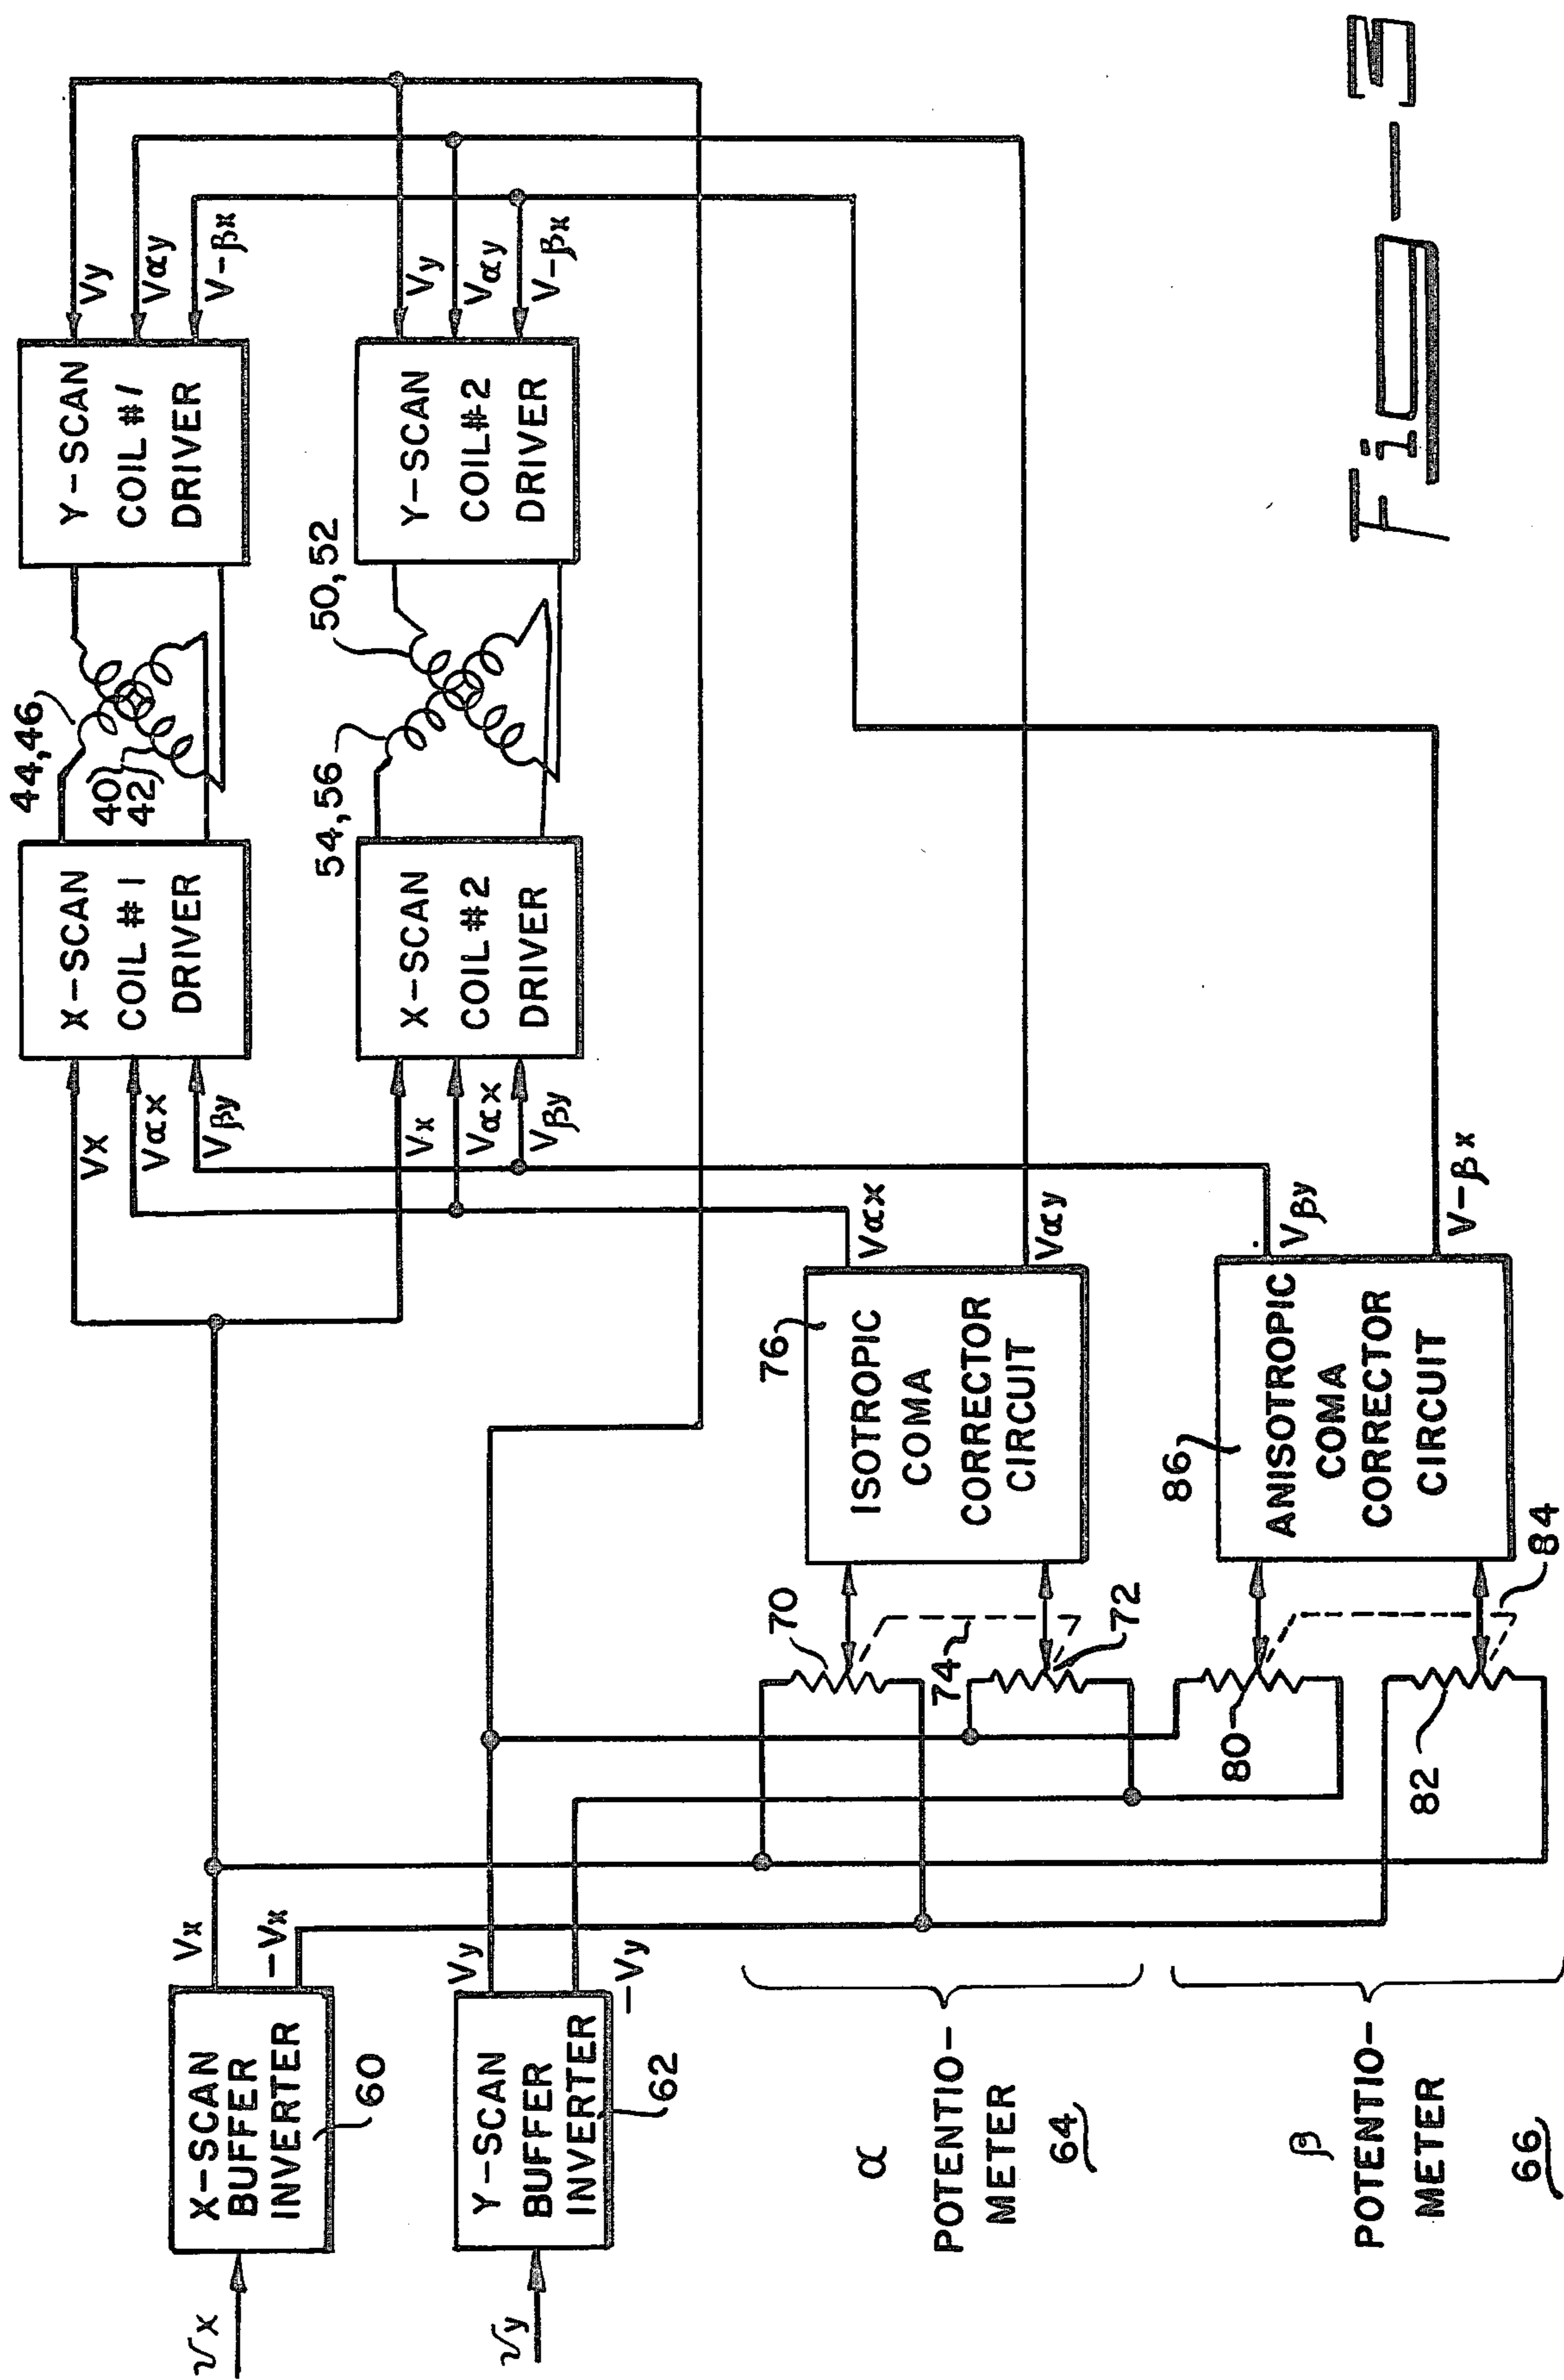 υx
X-SCAN
BUFFER
INVERTER
60
Vx
-Vx
υy
Y-SCAN
BUFFER
INVERTER
62
Vy
-Vy
α
POTENTIO-
METER
64
β
POTENTIO-
METER
66
70
72
74
80
82
84
76
ISOTROPIC
COMA
CORRECTOR
CIRCUIT
Vαx
Vαy
86
ANISOTROPIC
COMA
CORRECTOR
CIRCUIT
Vβy
V-βx
Vx
Vαx
Vβy
X-SCAN
COIL #1
DRIVER
44,46
40
42
Y-SCAN
COIL #1
DRIVER
Vy
Vαy
V-βx
Vx
Vαx
Vβy
X-SCAN
COIL #2
DRIVER
54,56
50,52
Y-SCAN
COIL #2
DRIVER
Vy
Vαy
V-βx
Fig-3